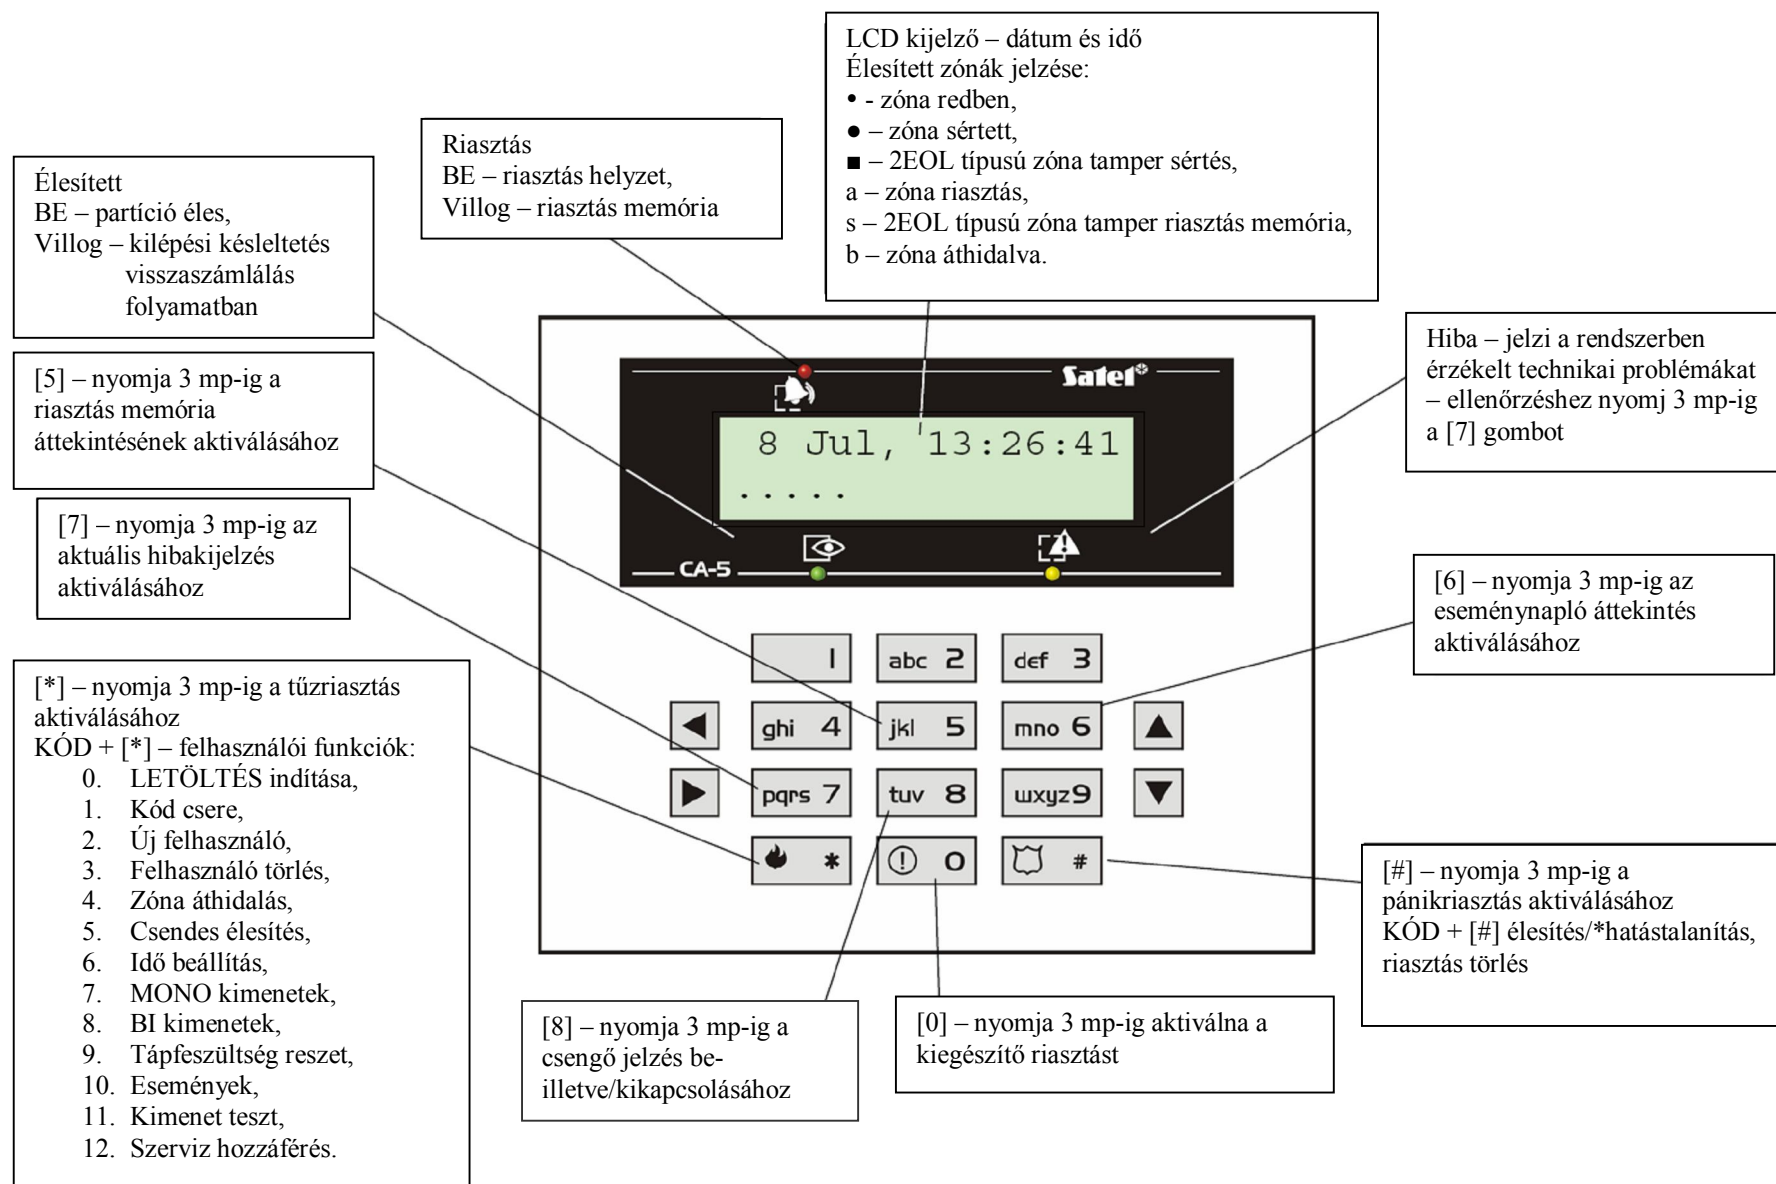 LCD kijelző – dátum és idő
Élesített zónák jelzése:
• - zóna redben,
● – zóna sértett,
■ – 2EOL típusú zóna tamper sértés,
a – zóna riasztás,
s – 2EOL típusú zóna tamper riasztás memória,
b – zóna áthidalva.
Riasztás
BE – riasztás helyzet,
Villog – riasztás memória
Élesített
BE – partíció éles,
Villog – kilépési késleltetés
visszaszámlálás
folyamatban
Hiba – jelzi a rendszerben
érzékelt technikai problémákat
– ellenőrzéshez nyomj 3 mp-ig
a [7] gombot
[5] – nyomja 3 mp-ig a
riasztás memória
áttekintésének aktiválásához
Satel®
8 Jul, 13:26:41
.....
CA-5
[7] – nyomja 3 mp-ig az
aktuális hibakijelzés
aktiválásához
[6] – nyomja 3 mp-ig az
eseménynapló áttekintés
aktiválásához
1 abc 2 def 3
◄ ghi 4 jkl 5 mno 6 ▲
► pqrs 7 tuv 8 wxyz9 ▼
* 0 #
[*] – nyomja 3 mp-ig a tűzriasztás
aktiválásához
KÓD + [*] – felhasználói funkciók:
0. LETÖLTÉS indítása,
1. Kód csere,
2. Új felhasználó,
3. Felhasználó törlés,
4. Zóna áthidalás,
5. Csendes élesítés,
6. Idő beállítás,
7. MONO kimenetek,
8. BI kimenetek,
9. Tápfeszültség reszet,
10. Események,
11. Kimenet teszt,
12. Szerviz hozzáférés.
[#] – nyomja 3 mp-ig a
pánikriasztás aktiválásához
KÓD + [#] élesítés/*hatástalanítás,
riasztás törlés
[8] – nyomja 3 mp-ig a
csengő jelzés be-
illetve/kikapcsolásához
[0] – nyomja 3 mp-ig aktiválna a
kiegészítő riasztást